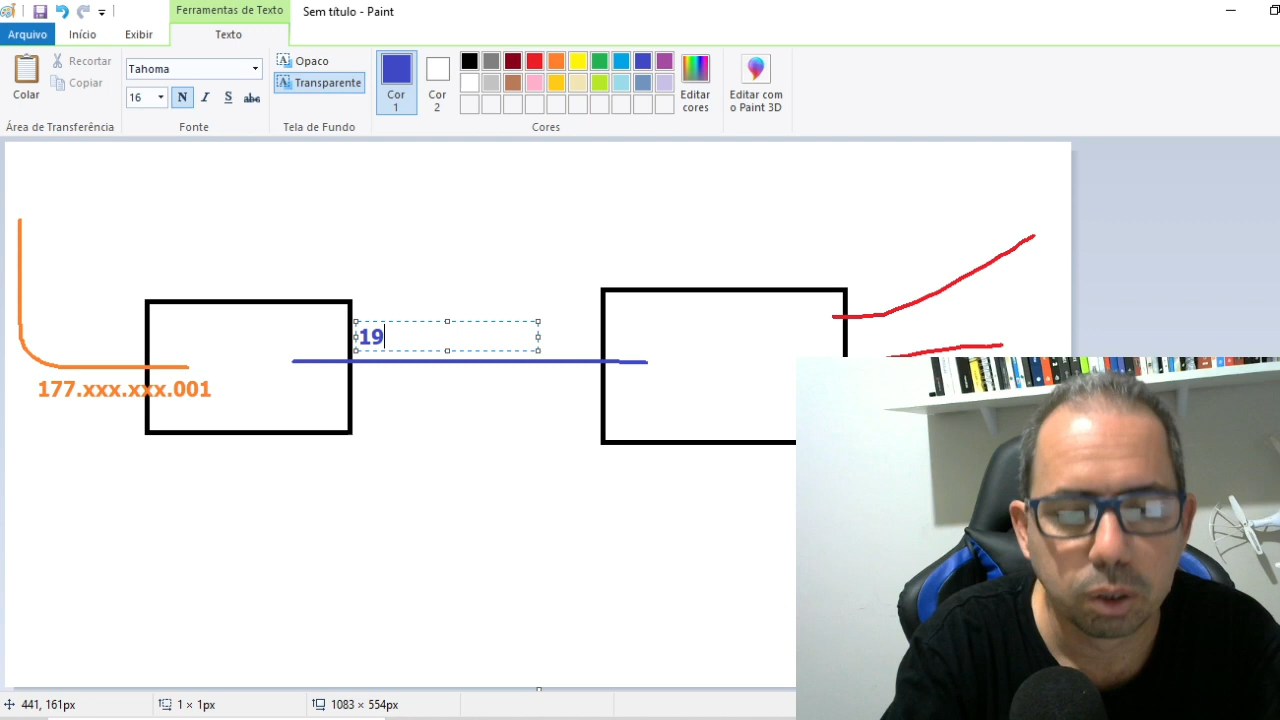 Ferramentas de Texto
Sem título - Paint
Arquivo
Início
Exibir
Texto
Colar
Recortar
Copiar
Área de Transferência
Tahoma
16
N
I
S
abc
Fonte
Opaco
Transparente
Tela de Fundo
Cor
1
Cor
2
Editar
cores
Cores
Editar com
o Paint 3D
19
177.xxx.xxx.001
441, 161px
1 × 1px
1083 × 554px